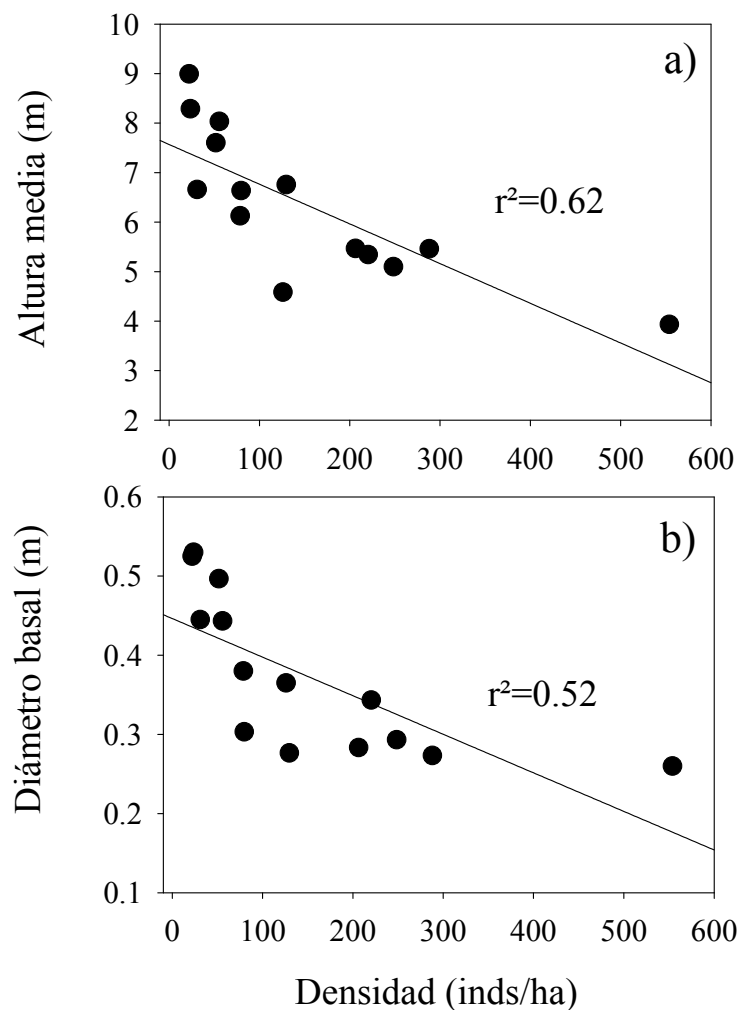 a)
Altura media (m)
10
9
8
7
6
5
4
3
2
r²=0.62
0 100 200 300 400 500 600
b)
Diámetro basal (m)
0.6
0.5
0.4
0.3
0.2
0.1
r²=0.52
0 100 200 300 400 500 600
Densidad (inds/ha)